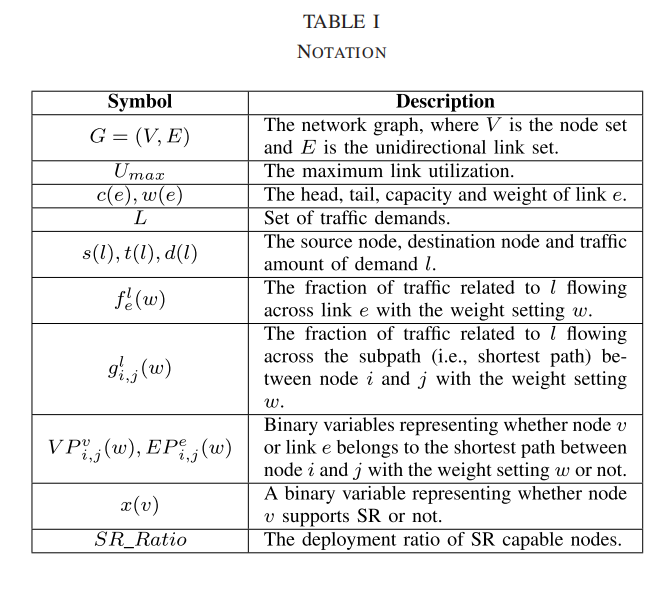 TABLE I
NOTATION
Symbol Description
G = (V, E) The network graph, where V is the node set
and E is the unidirectional link set.
U_max The maximum link utilization.
c(e), w(e) The head, tail, capacity and weight of link e.
L Set of traffic demands.
s(l), t(l), d(l) The source node, destination node and traffic
amount of demand l.
f_e^l(w) The fraction of traffic related to l flowing
across link e with the weight setting w.
g_{i,j}^l(w) The fraction of traffic related to l flowing
across the subpath (i.e., shortest path) be-
tween node i and j with the weight setting
w.
VP_{i,j}^v(w), EP_{i,j}^e(w) Binary variables representing whether node v
or link e belongs to the shortest path between
node i and j with the weight setting w or not.
x(v) A binary variable representing whether node
v supports SR or not.
SR_Ratio The deployment ratio of SR capable nodes.